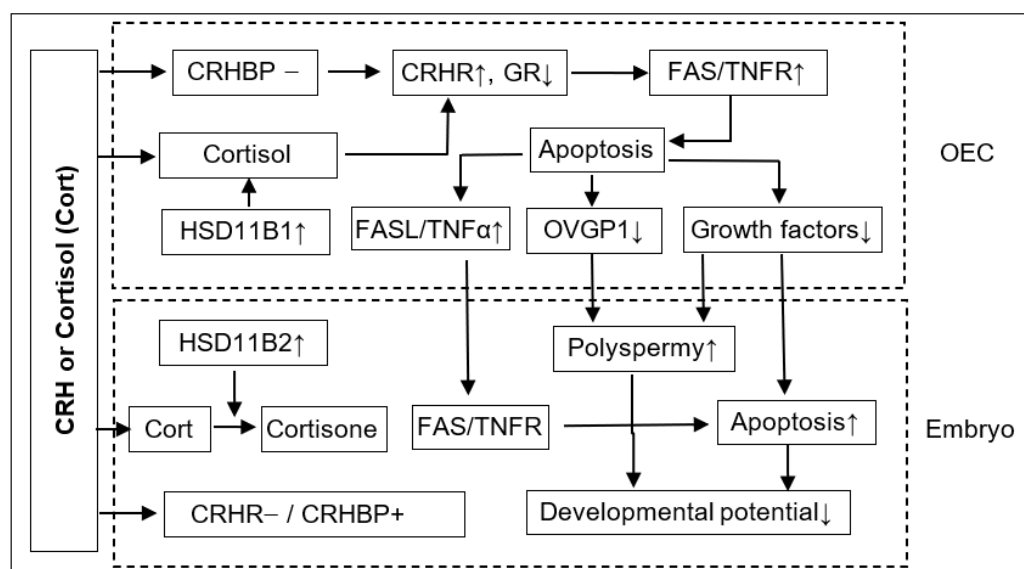 CRH or Cortisol (Cort)
CRHBP −
CRHR↑, GR↓
FAS/TNFR↑
Cortisol
Apoptosis
OEC
HSD11B1↑
FASL/TNFα↑
OVGP1↓
Growth factors↓
HSD11B2↑
Polyspermy↑
Cort
Cortisone
FAS/TNFR
Apoptosis↑
Embryo
CRHR− / CRHBP+
Developmental potential↓